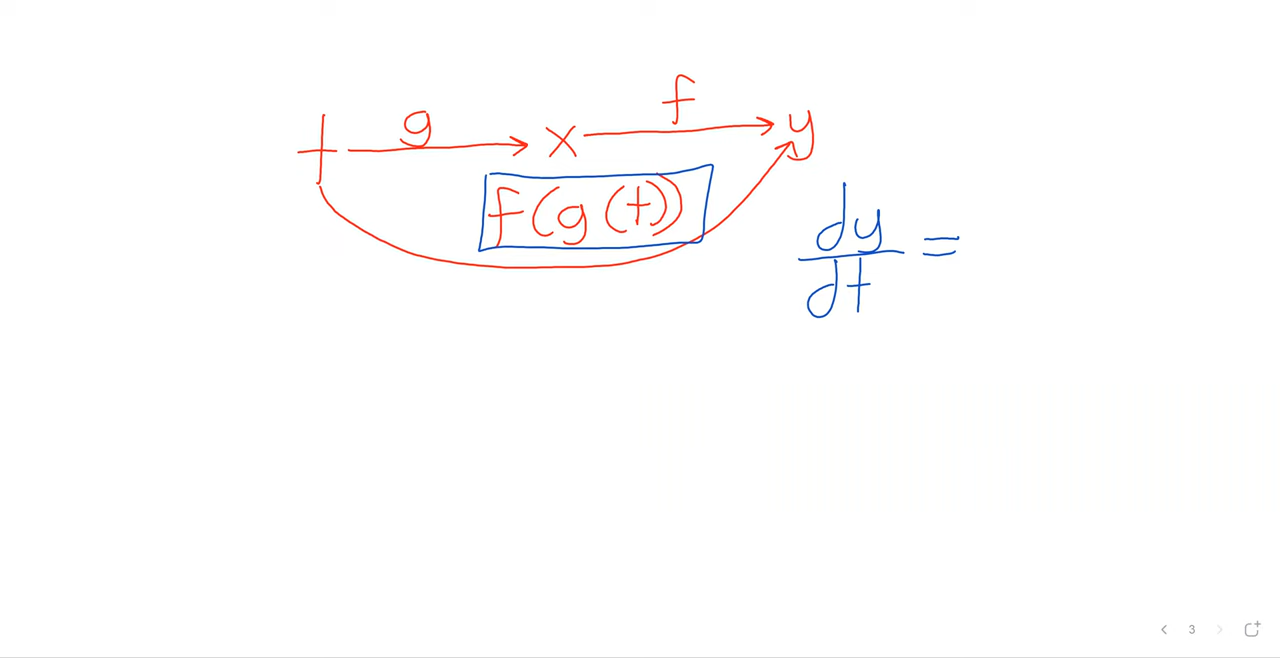 t g x f y
f(g(t))
dy/dt =
3